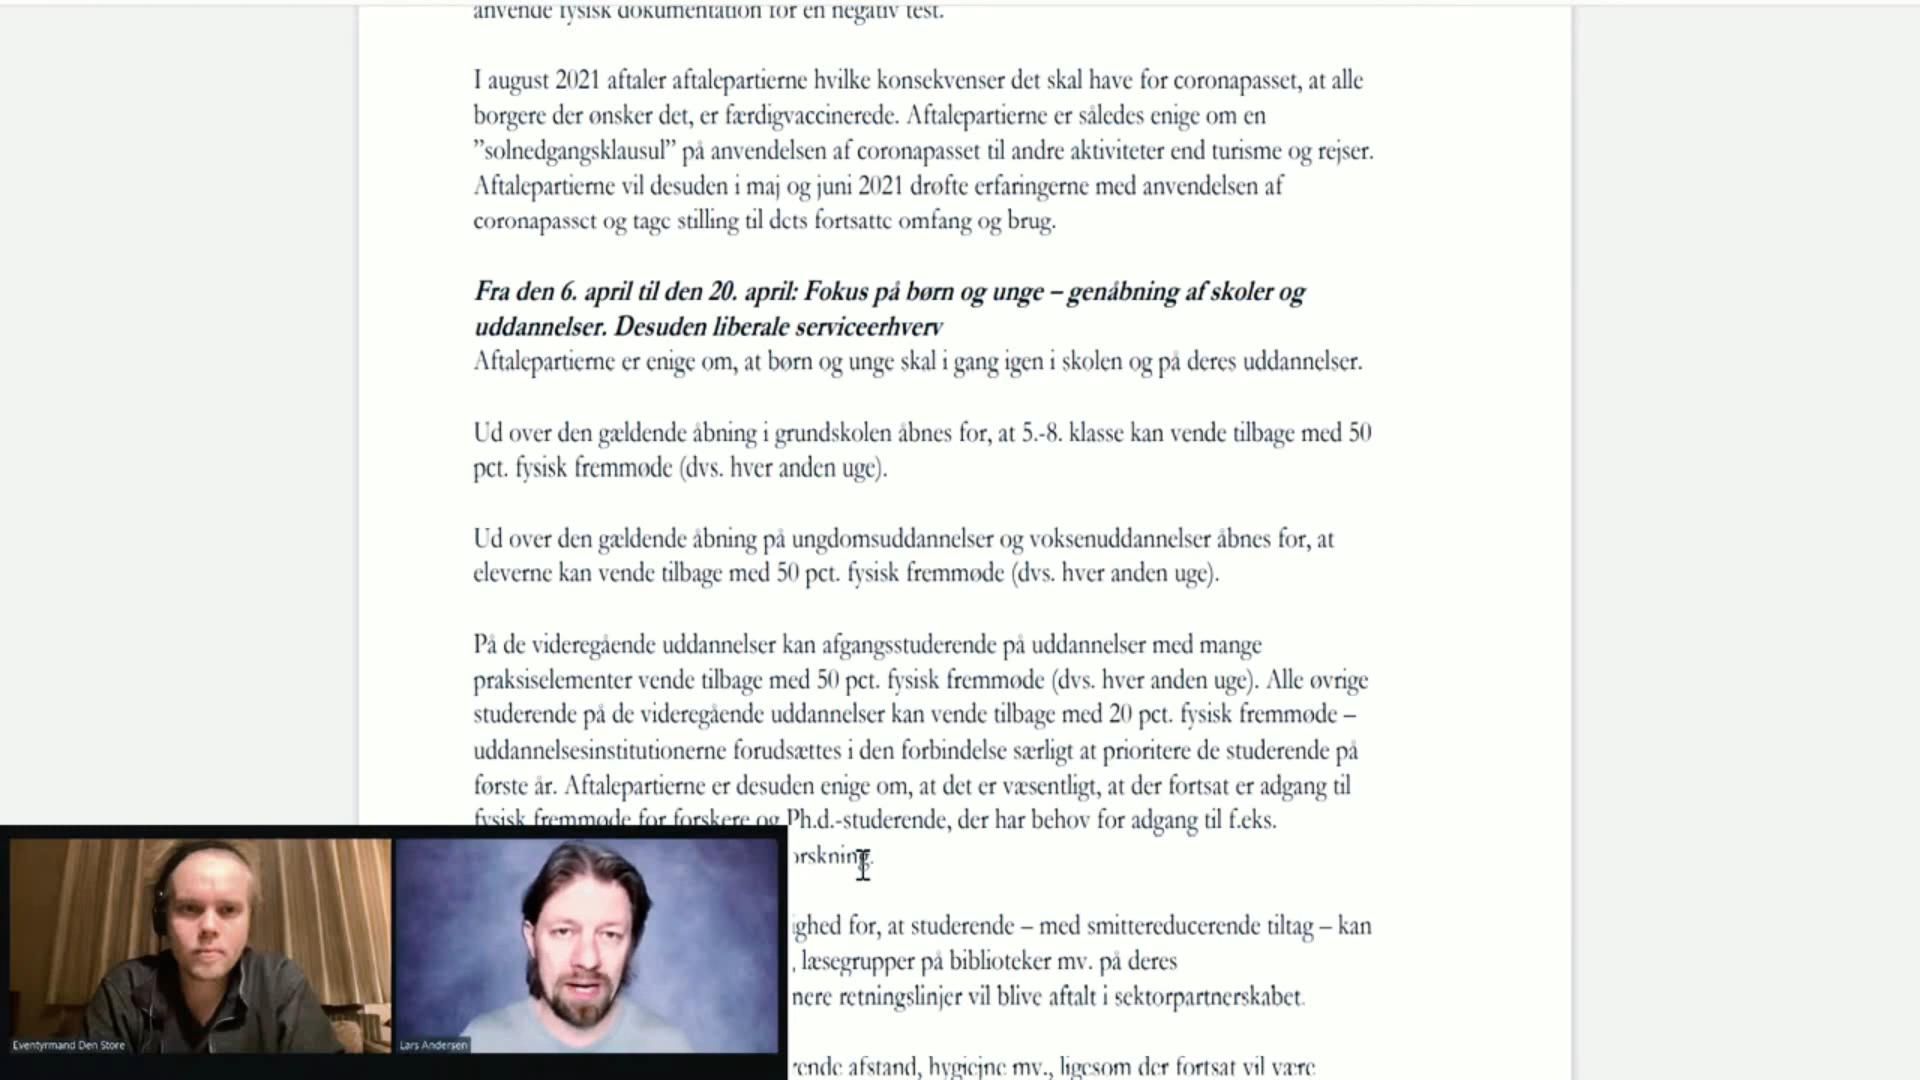 anvende fysisk dokumentation for en negativ test.
I august 2021 aftaler aftalepartierne hvilke konsekvenser det skal have for coronapasset, at alle
borgere der ønsker det, er færdigvaccinerede. Aftalepartierne er således enige om en
”solnedgangsklausul” på anvendelsen af coronapasset til andre aktiviteter end turisme og rejser.
Aftalepartierne vil desuden i maj og juni 2021 drøfte erfaringerne med anvendelsen af
coronapasset og tage stilling til dets fortsatte omfang og brug.
Fra den 6. april til den 20. april: Fokus på børn og unge – genåbning af skoler og
uddannelser. Desuden liberale serviceerhverv
Aftalepartierne er enige om, at børn og unge skal i gang igen i skolen og på deres uddannelser.
Ud over den gældende åbning i grundskolen åbnes for, at 5.-8. klasse kan vende tilbage med 50
pct. fysisk fremmøde (dvs. hver anden uge).
Ud over den gældende åbning på ungdomsuddannelser og voksenuddannelser åbnes for, at
eleverne kan vende tilbage med 50 pct. fysisk fremmøde (dvs. hver anden uge).
På de videregående uddannelser kan afgangsstuderende på uddannelser med mange
praksiselementer vende tilbage med 50 pct. fysisk fremmøde (dvs. hver anden uge). Alle øvrige
studerende på de videregående uddannelser kan vende tilbage med 20 pct. fysisk fremmøde –
uddannelsesinstitutionerne forudsættes i den forbindelse særligt at prioritere de studerende på
første år. Aftalepartierne er desuden enige om, at det er væsentligt, at der fortsat er adgang til
fysisk fremmøde for forskere og Ph.d.-studerende, der har behov for adgang til f.eks.
orskning.
ighed for, at studerende – med smittereducerende tiltag – kan
, læsegrupper på biblioteker mv. på deres
nere retningslinjer vil blive aftalt i sektorpartnerskabet.
rende afstand, hygiejne mv., ligesom der fortsat vil være
Eventyrmand Den Store
Lars Andersen